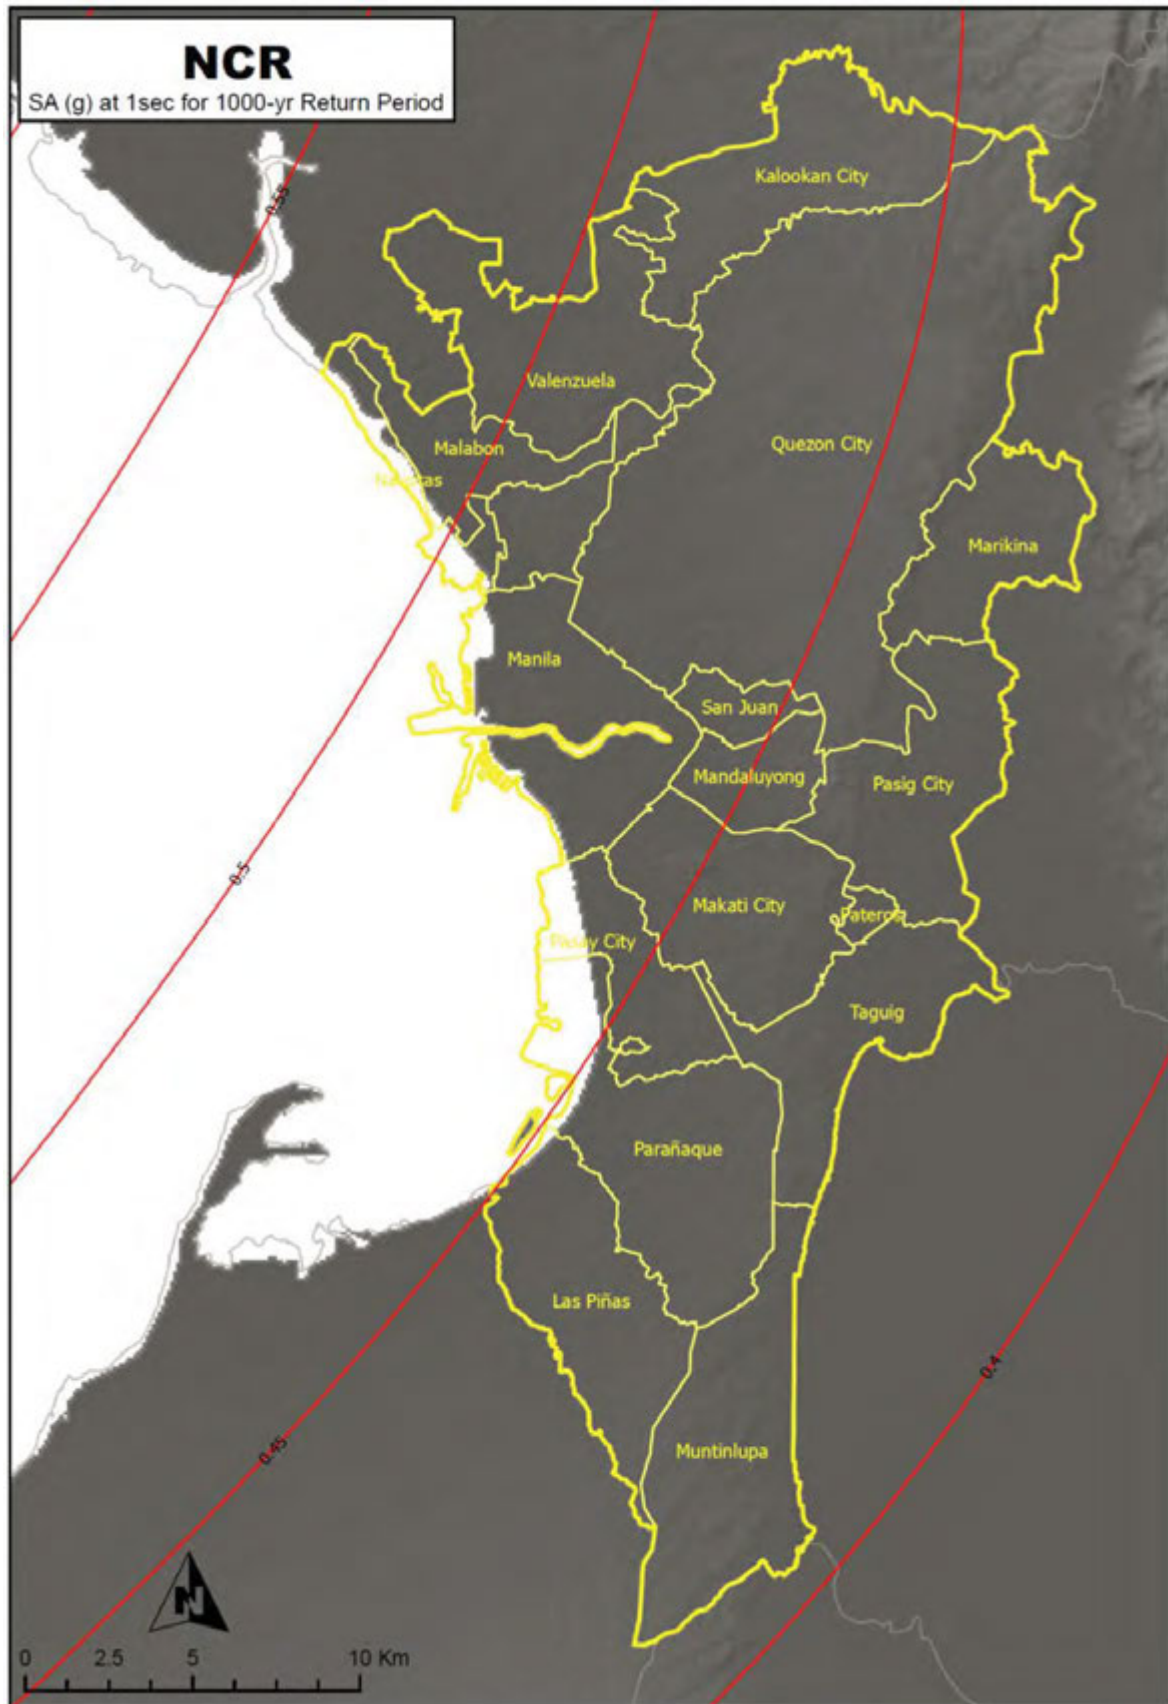 NCR
SA (g) at 1sec for 1000-yr Return Period
Kalookan City
0.55
Valenzuela
Malabon
Quezon City
Navotas
Marikina
Manila
San Juan
Mandaluyong
Pasig City
0.5
Makati City
Pateros
Pasay City
Taguig
Parañaque
Las Piñas
0.4
0.45
Muntinlupa
N
0 2.5 5 10 Km